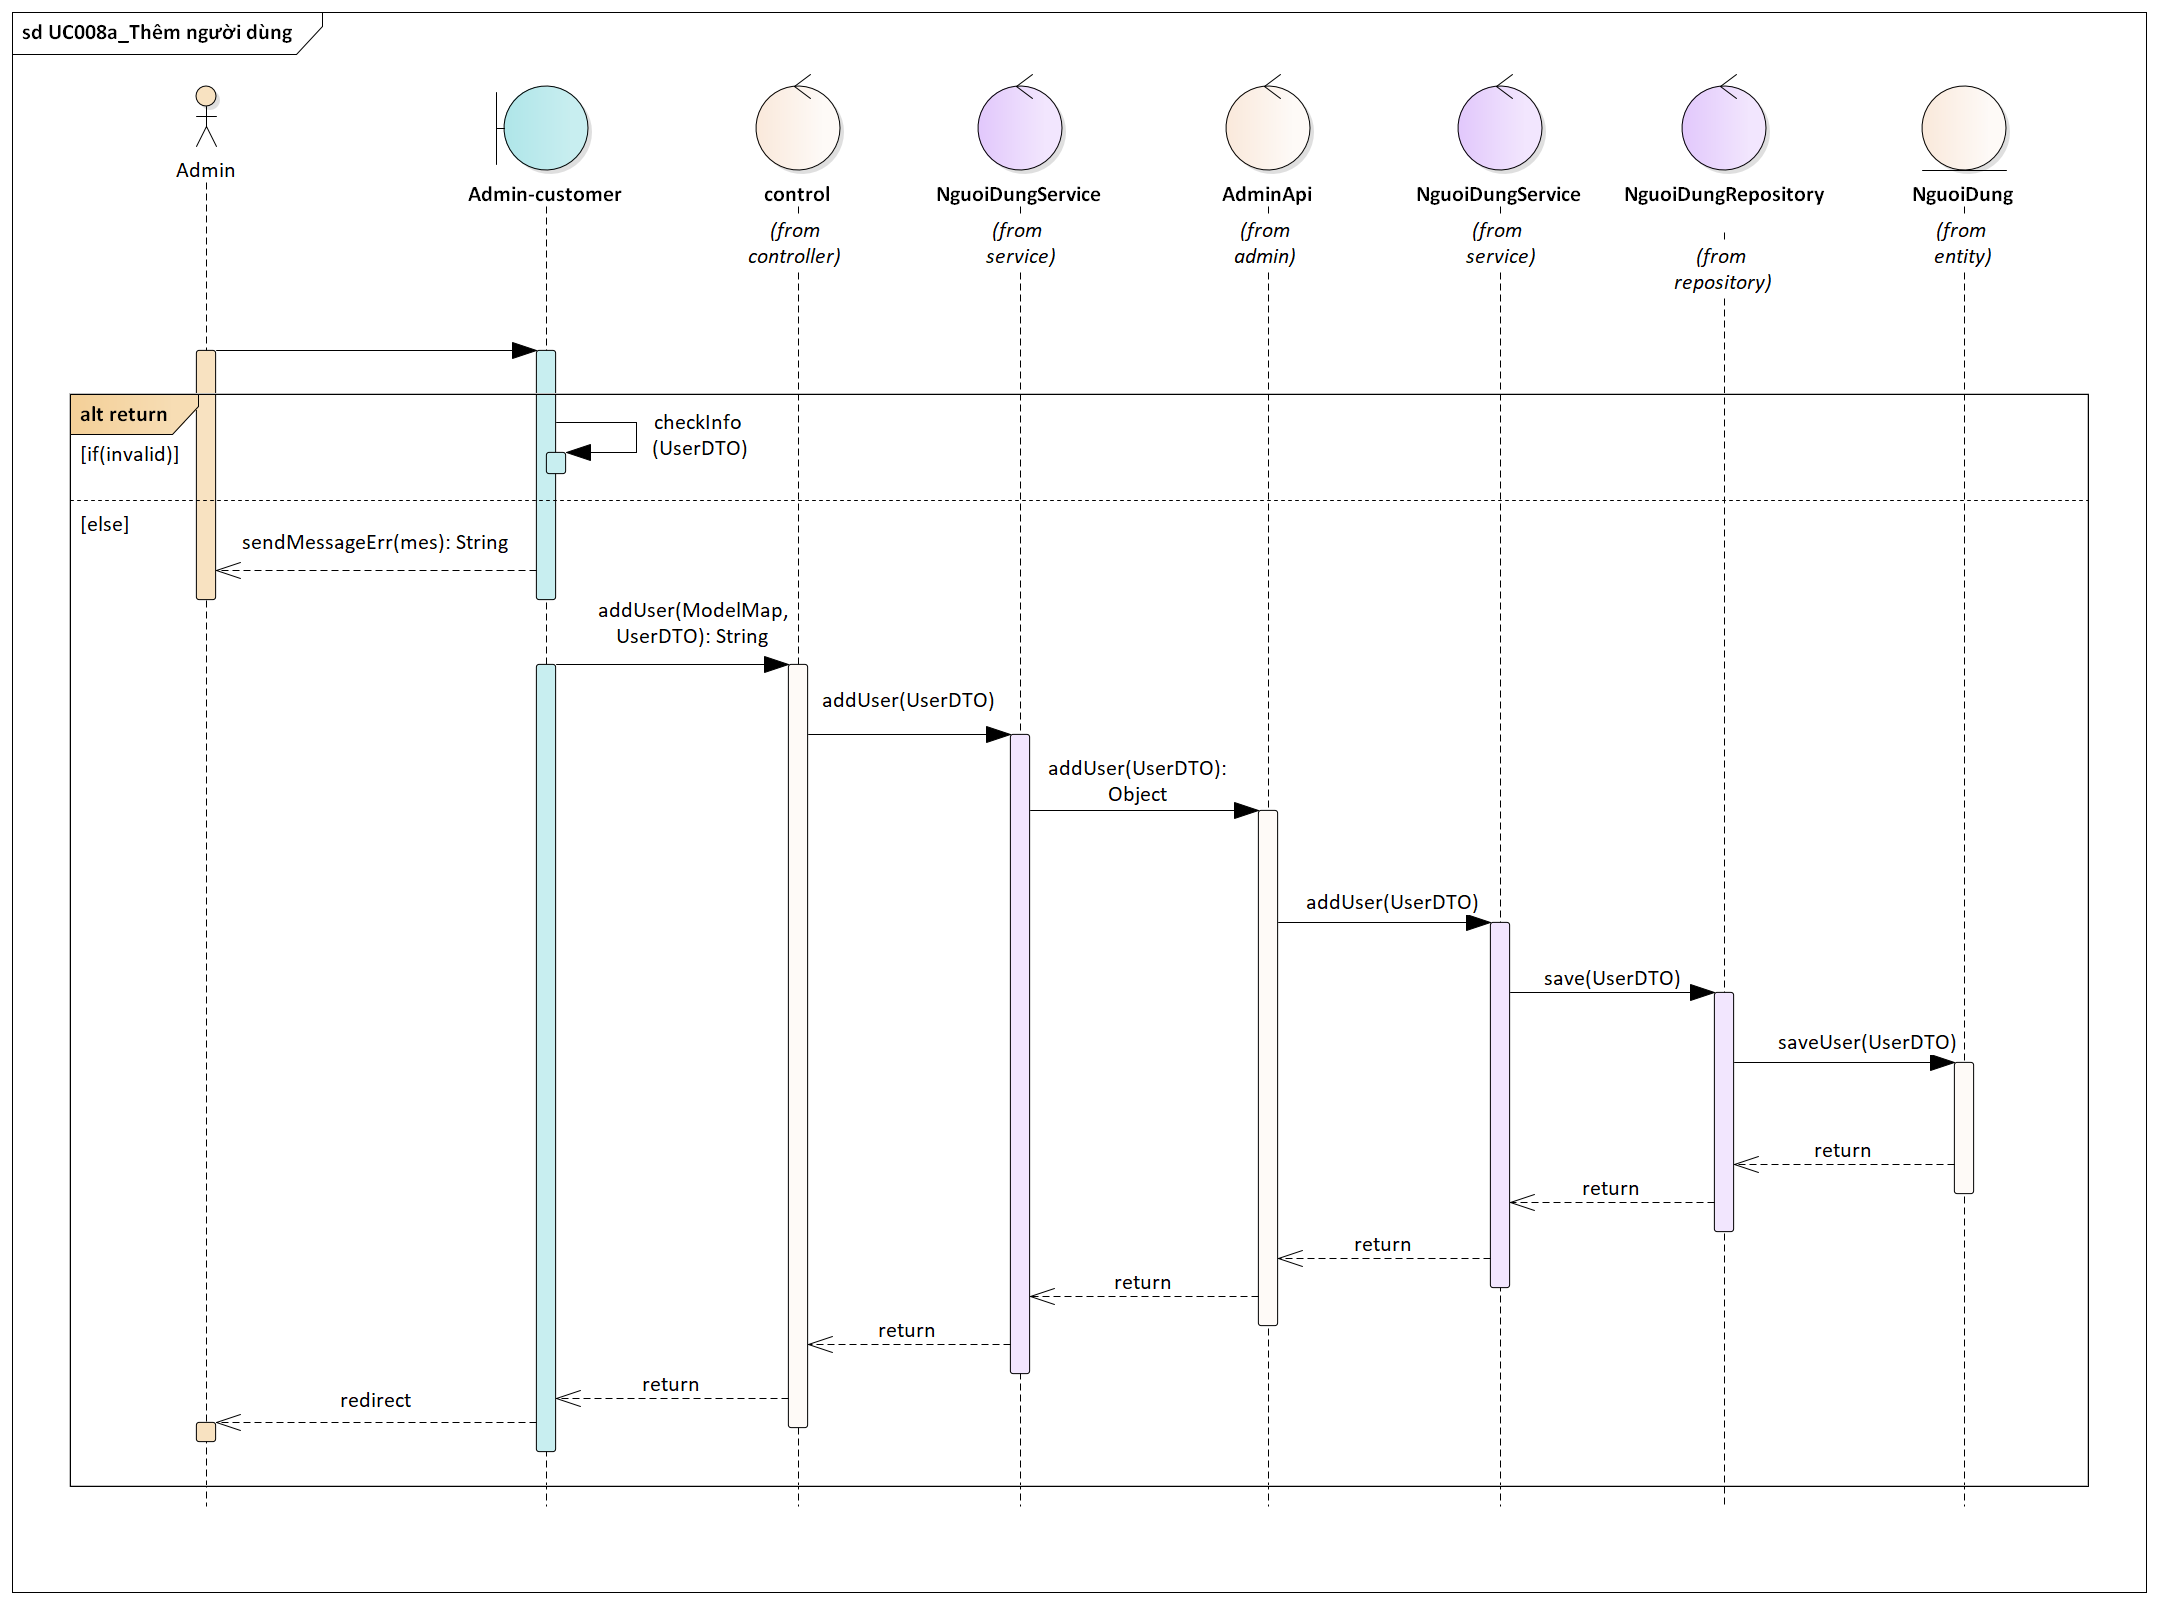 sd UC008a_Thêm người dùng
Admin
Admin-customer
control
(from
controller)
NguoiDungService
(from
service)
AdminApi
(from
admin)
NguoiDungService
(from
service)
NguoiDungRepository
(from
repository)
NguoiDung
(from
entity)
alt return
[if(invalid)]
checkInfo
(UserDTO)
[else]
sendMessageErr(mes): String
addUser(ModelMap,
UserDTO): String
addUser(UserDTO)
addUser(UserDTO):
Object
addUser(UserDTO)
save(UserDTO)
saveUser(UserDTO)
return
return
return
return
return
return
redirect